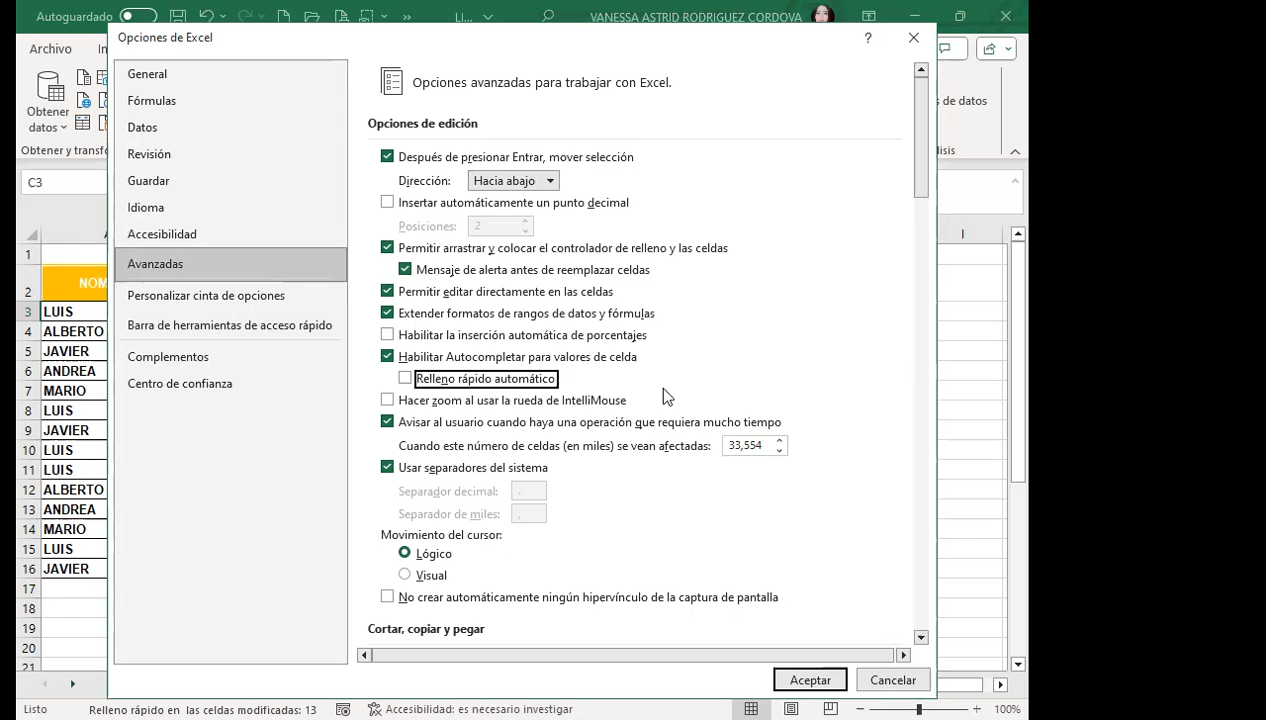 Autoguardado
LI...
VANESSA ASTRID RODRIGUEZ CORDOVA
Opciones de Excel
?
Archivo
In
Obtener
datos
s de datos
Obtener y transfo
lisis
C3
General
Fórmulas
Datos
Revisión
Guardar
Idioma
Accesibilidad
Avanzadas
Personalizar cinta de opciones
Barra de herramientas de acceso rápido
Complementos
Centro de confianza
Opciones avanzadas para trabajar con Excel.
Opciones de edición
Después de presionar Entrar, mover selección
Dirección: Hacia abajo
Insertar automáticamente un punto decimal
Posiciones: 2
Permitir arrastrar y colocar el controlador de relleno y las celdas
Mensaje de alerta antes de reemplazar celdas
Permitir editar directamente en las celdas
Extender formatos de rangos de datos y fórmulas
Habilitar la inserción automática de porcentajes
Habilitar Autocompletar para valores de celda
Relleno rápido automático
Hacer zoom al usar la rueda de IntelliMouse
Avisar al usuario cuando haya una operación que requiera mucho tiempo
Cuando este número de celdas (en miles) se vean afectadas: 33,554
Usar separadores del sistema
Separador decimal: .
Separador de miles: ,
Movimiento del cursor:
Lógico
Visual
No crear automáticamente ningún hipervínculo de la captura de pantalla
Cortar, copiar y pegar
Aceptar
Cancelar
A
I
1
2 NOM
3 LUIS
4 ALBERTO
5 JAVIER
6 ANDREA
7 MARIO
8 LUIS
9 JAVIER
10 LUIS
11 LUIS
12 ALBERTO
13 ANDREA
14 MARIO
15 LUIS
16 JAVIER
17
18
19
20
21
Listo
Relleno rápido en las celdas modificadas: 13
Accesibilidad: es necesario investigar
100%